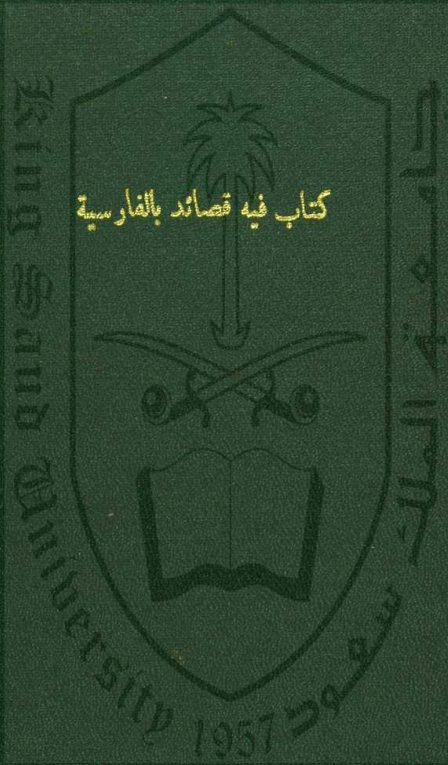 كتاب فيه قصائد بالفارسية
King Saud University 1957
جامعة الملك سعود